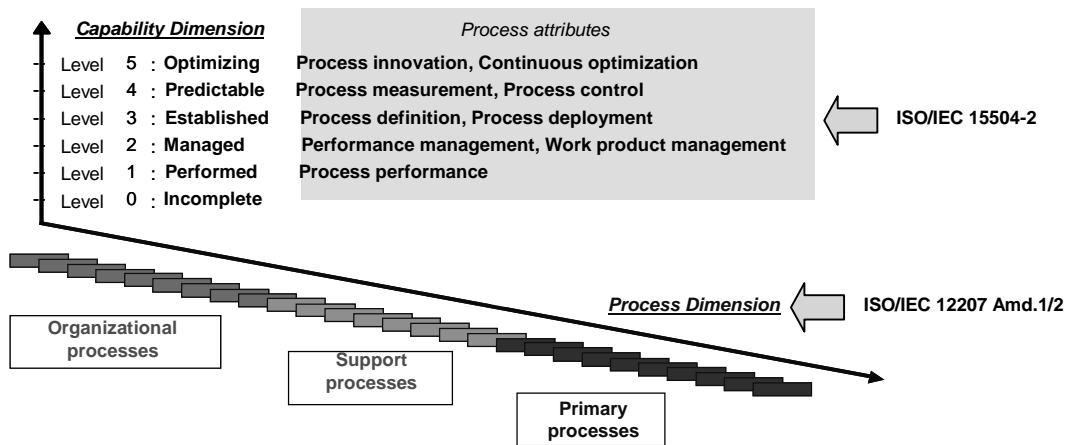 Capability Dimension Process attributes
Level 5 : Optimizing Process innovation, Continuous optimization
Level 4 : Predictable Process measurement, Process control
Level 3 : Established Process definition, Process deployment
Level 2 : Managed Performance management, Work product management
Level 1 : Performed Process performance
Level 0 : Incomplete
ISO/IEC 15504-2
Process Dimension
ISO/IEC 12207 Amd.1/2
Organizational
processes
Support
processes
Primary
processes